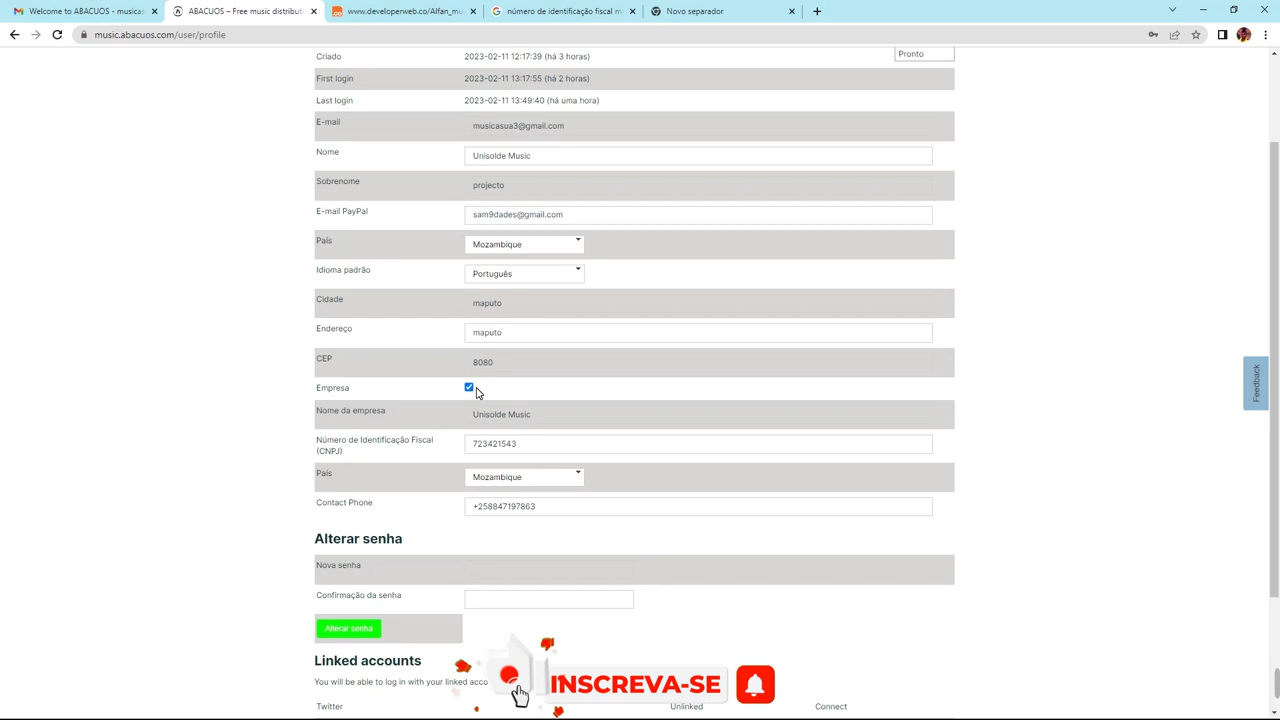 Welcome to ABACUOS - musicas
ABACUOS – Free music distributi
www.developerweb.co/Alfan_mu
número de identificação fiscal m
Novo separador
music.abacuos.com/user/profile
Criado 2023-02-11 12:17:39 (há 3 horas) Pronto
First login 2023-02-11 13:17:55 (há 2 horas)
Last login 2023-02-11 13:49:40 (há uma hora)
E-mail musicasua3@gmail.com
Nome Unisolde Music
Sobrenome projecto
E-mail PayPal sam9dades@gmail.com
País Mozambique
Idioma padrão Português
Cidade maputo
Endereço maputo
CEP 8080
Empresa
Nome da empresa Unisolde Music
Número de Identificação Fiscal
(CNPJ) 723421543
País Mozambique
Contact Phone +258847197863
Alterar senha
Nova senha
Confirmação da senha
Alterar senha
Linked accounts
You will be able to log in with your linked acco
INSCREVA-SE
Twitter Unlinked Connect
Feedback